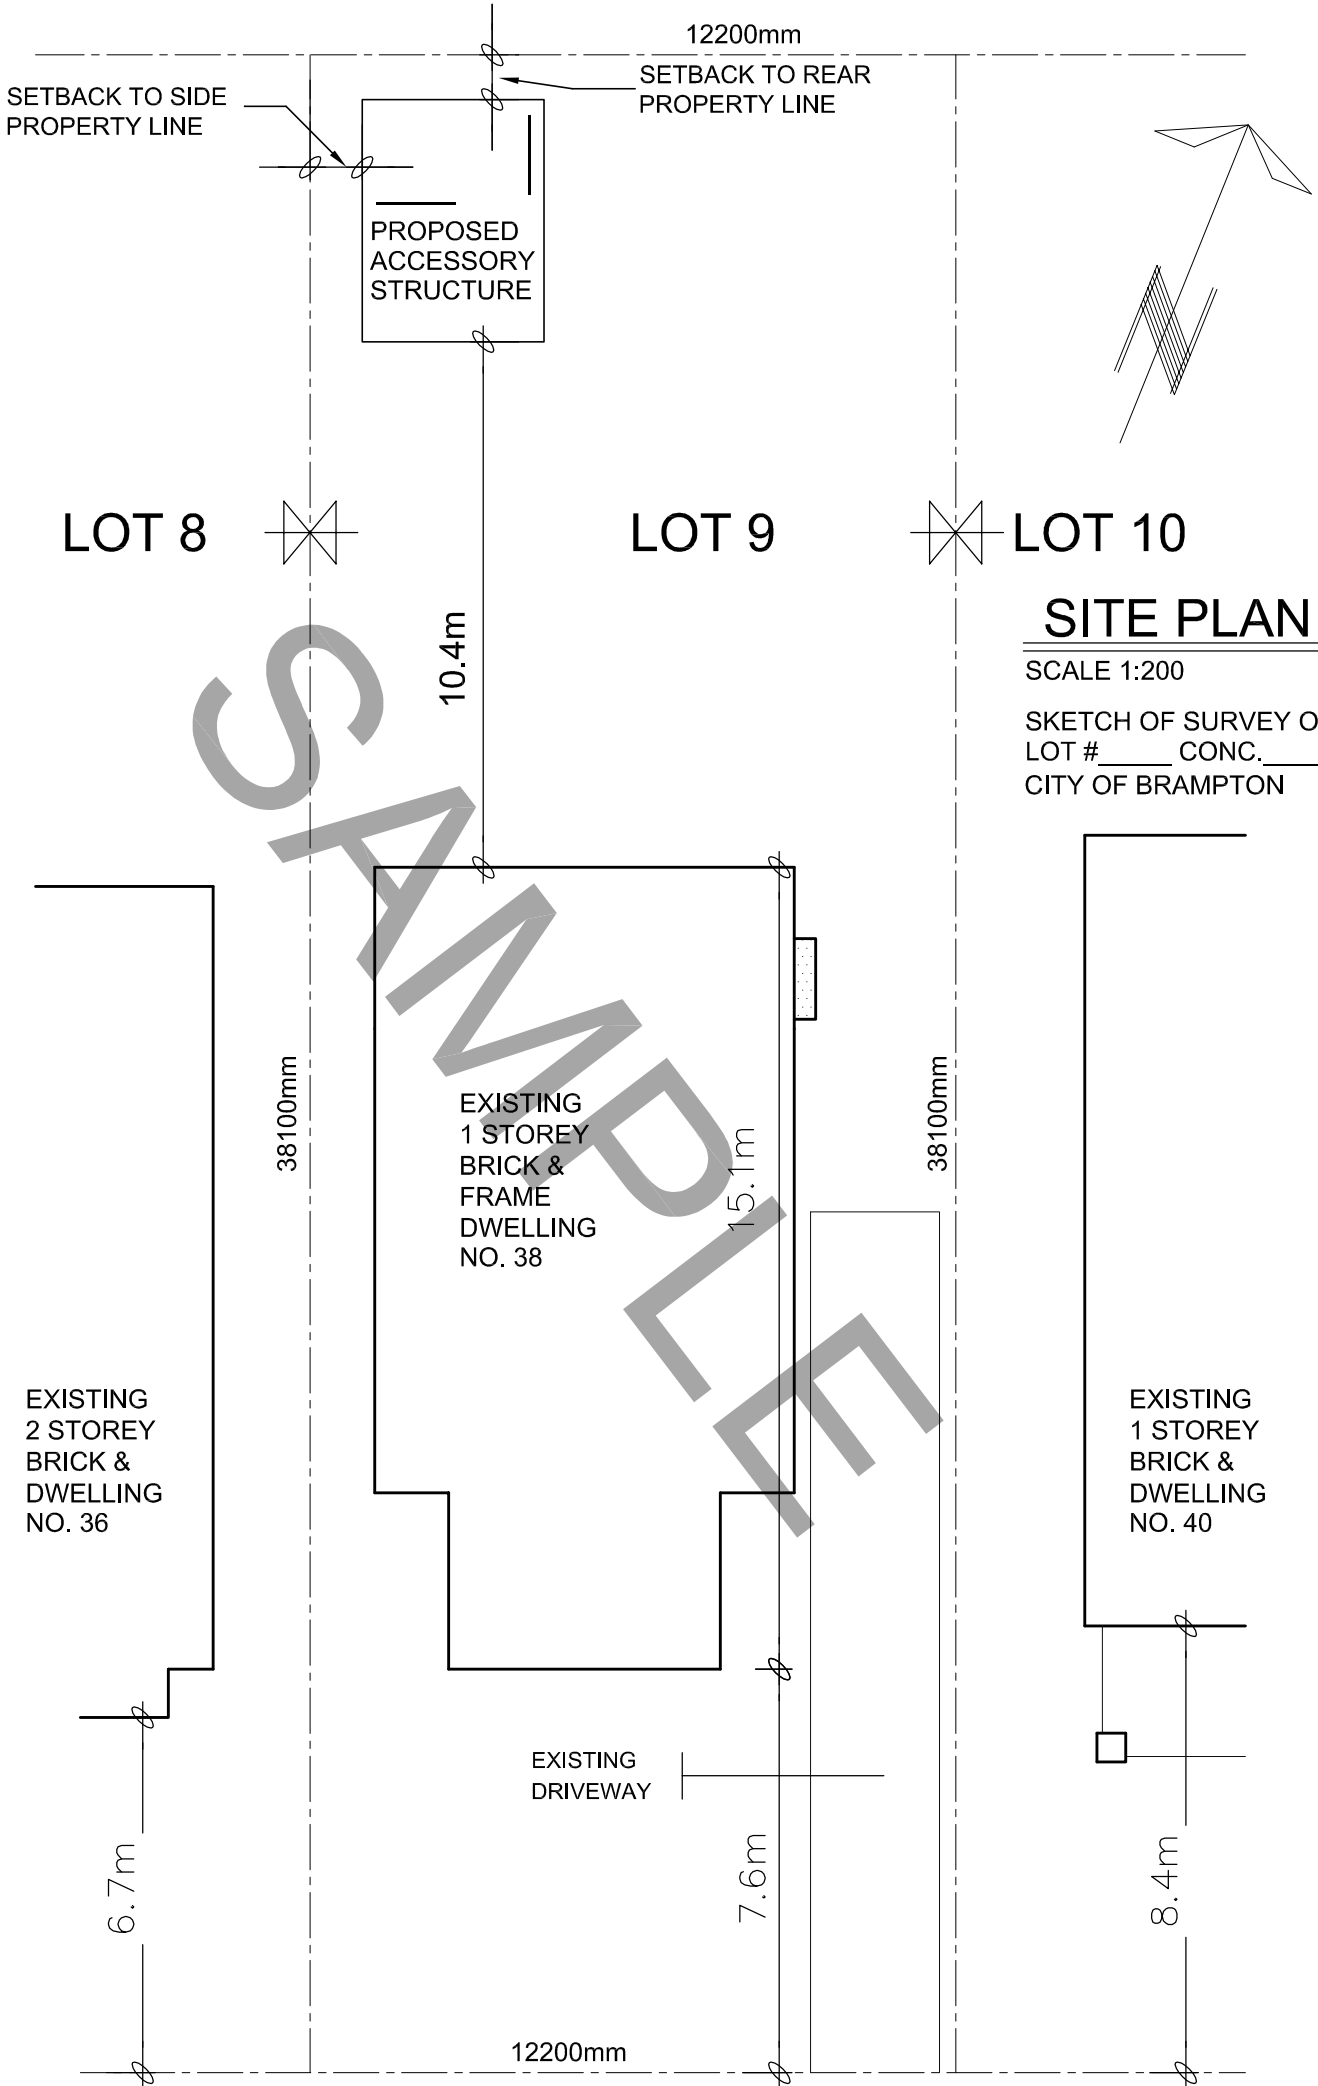 12200mm
SETBACK TO SIDE
PROPERTY LINE
SETBACK TO REAR
PROPERTY LINE
PROPOSED
ACCESSORY
STRUCTURE
N
LOT 8
LOT 9
LOT 10
SITE PLAN
SCALE 1:200
SKETCH OF SURVEY O
LOT #_____ CONC.____
CITY OF BRAMPTON
10.4m
SAMPLE
38100mm
38100mm
EXISTING
1 STOREY
BRICK &
FRAME
DWELLING
NO. 38
15.1m
EXISTING
2 STOREY
BRICK &
DWELLING
NO. 36
EXISTING
1 STOREY
BRICK &
DWELLING
NO. 40
EXISTING
DRIVEWAY
6.7m
7.6m
8.4m
12200mm